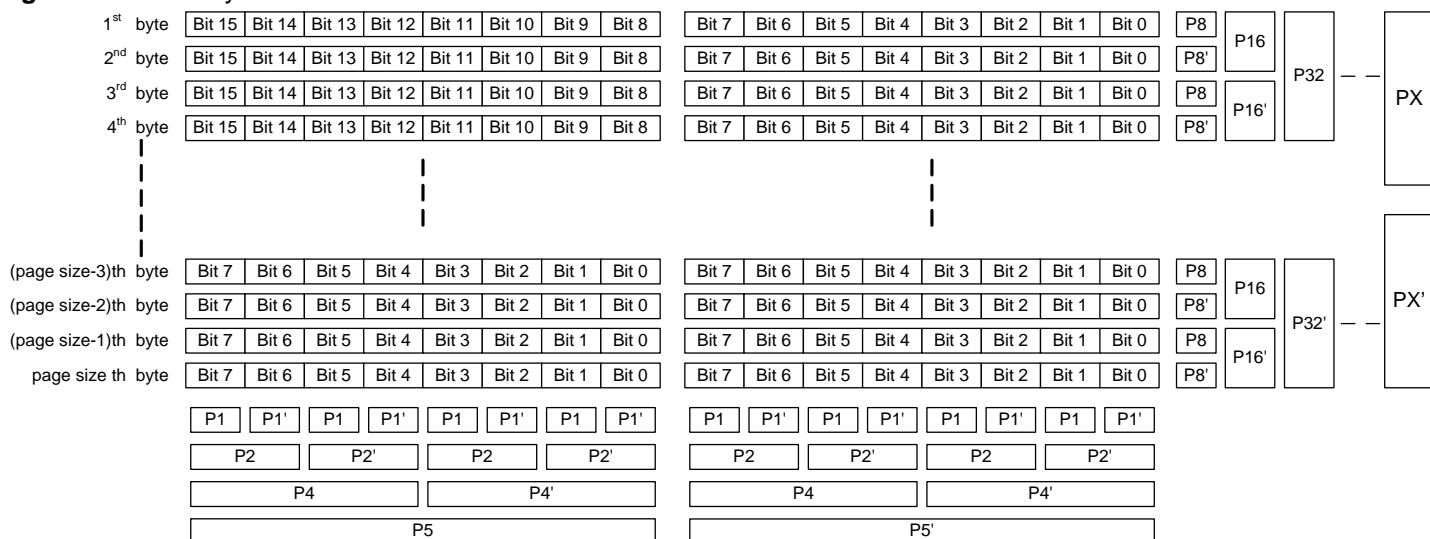 1st byte Bit 15 Bit 14 Bit 13 Bit 12 Bit 11 Bit 10 Bit 9 Bit 8 Bit 7 Bit 6 Bit 5 Bit 4 Bit 3 Bit 2 Bit 1 Bit 0 P8
P16
2nd byte Bit 15 Bit 14 Bit 13 Bit 12 Bit 11 Bit 10 Bit 9 Bit 8 Bit 7 Bit 6 Bit 5 Bit 4 Bit 3 Bit 2 Bit 1 Bit 0 P8'
P32
3rd byte Bit 15 Bit 14 Bit 13 Bit 12 Bit 11 Bit 10 Bit 9 Bit 8 Bit 7 Bit 6 Bit 5 Bit 4 Bit 3 Bit 2 Bit 1 Bit 0 P8
PX
P16'
4th byte Bit 15 Bit 14 Bit 13 Bit 12 Bit 11 Bit 10 Bit 9 Bit 8 Bit 7 Bit 6 Bit 5 Bit 4 Bit 3 Bit 2 Bit 1 Bit 0 P8'
(page size-3)th byte Bit 7 Bit 6 Bit 5 Bit 4 Bit 3 Bit 2 Bit 1 Bit 0 Bit 7 Bit 6 Bit 5 Bit 4 Bit 3 Bit 2 Bit 1 Bit 0 P8
P16
(page size-2)th byte Bit 7 Bit 6 Bit 5 Bit 4 Bit 3 Bit 2 Bit 1 Bit 0 Bit 7 Bit 6 Bit 5 Bit 4 Bit 3 Bit 2 Bit 1 Bit 0 P8'
PX’
P32'
(page size-1)th byte Bit 7 Bit 6 Bit 5 Bit 4 Bit 3 Bit 2 Bit 1 Bit 0 Bit 7 Bit 6 Bit 5 Bit 4 Bit 3 Bit 2 Bit 1 Bit 0 P8
P16'
page size th byte Bit 7 Bit 6 Bit 5 Bit 4 Bit 3 Bit 2 Bit 1 Bit 0 Bit 7 Bit 6 Bit 5 Bit 4 Bit 3 Bit 2 Bit 1 Bit 0 P8'
P1 P1' P1 P1' P1 P1' P1 P1' P1 P1' P1 P1' P1 P1' P1 P1'
P2 P2' P2 P2' P2 P2' P2 P2'
P4 P4' P4 P4'
P5 P5'